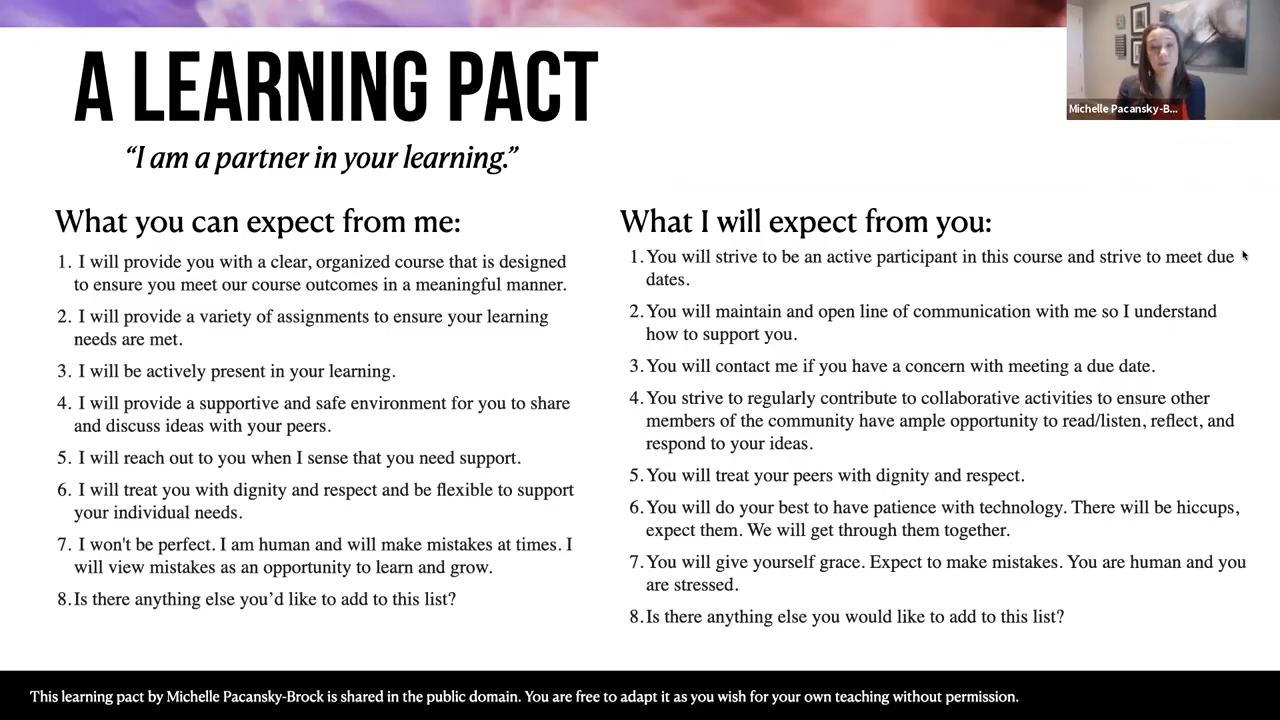 A LEARNING PACT
“I am a partner in your learning.”
Michelle Pacansky-B...
What you can expect from me:
1. I will provide you with a clear, organized course that is designed
to ensure you meet our course outcomes in a meaningful manner.
2. I will provide a variety of assignments to ensure your learning
needs are met.
3. I will be actively present in your learning.
4. I will provide a supportive and safe environment for you to share
and discuss ideas with your peers.
5. I will reach out to you when I sense that you need support.
6. I will treat you with dignity and respect and be flexible to support
your individual needs.
7. I won't be perfect. I am human and will make mistakes at times. I
will view mistakes as an opportunity to learn and grow.
8. Is there anything else you’d like to add to this list?
What I will expect from you:
1. You will strive to be an active participant in this course and strive to meet due
dates.
2. You will maintain and open line of communication with me so I understand
how to support you.
3. You will contact me if you have a concern with meeting a due date.
4. You strive to regularly contribute to collaborative activities to ensure other
members of the community have ample opportunity to read/listen, reflect, and
respond to your ideas.
5. You will treat your peers with dignity and respect.
6. You will do your best to have patience with technology. There will be hiccups,
expect them. We will get through them together.
7. You will give yourself grace. Expect to make mistakes. You are human and you
are stressed.
8. Is there anything else you would like to add to this list?
This learning pact by Michelle Pacansky-Brock is shared in the public domain. You are free to adapt it as you wish for your own teaching without permission.